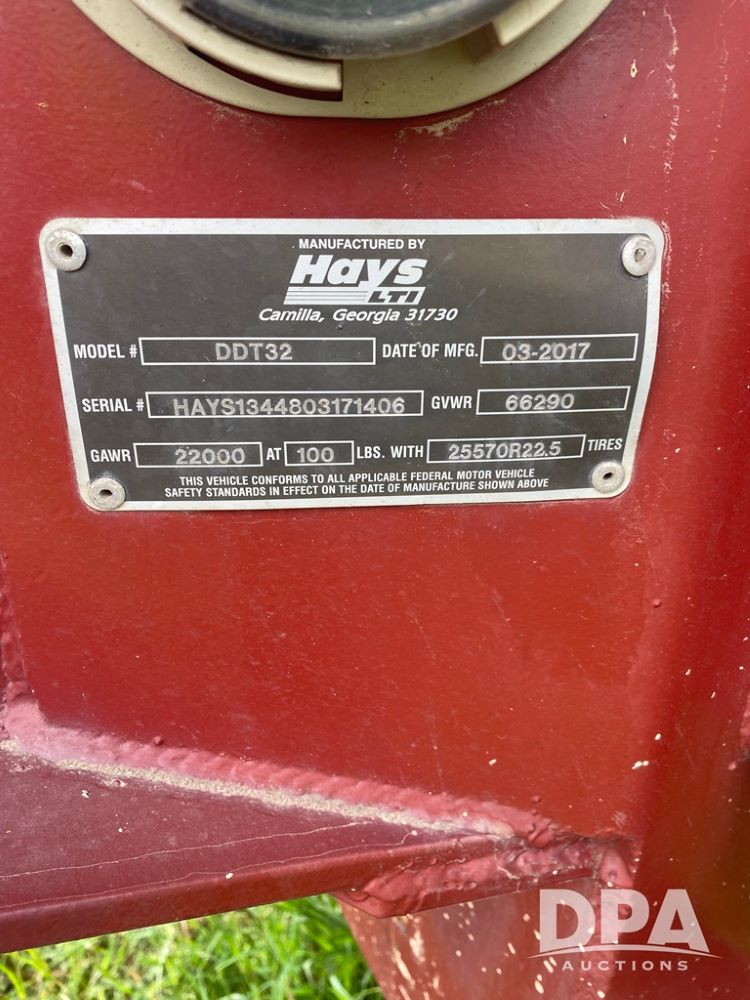 MANUFACTURED BY
Hays
LTI
Camilla, Georgia 31730
MODEL # DDT32 DATE OF MFG. 03-2017
SERIAL # HAYS1344803171406 GVWR 66290
GAWR 22000 AT 100 LBS. WITH 25570R22.5 TIRES
THIS VEHICLE CONFORMS TO ALL APPLICABLE FEDERAL MOTOR VEHICLE
SAFETY STANDARDS IN EFFECT ON THE DATE OF MANUFACTURE SHOWN ABOVE
DPA
AUCTIONS